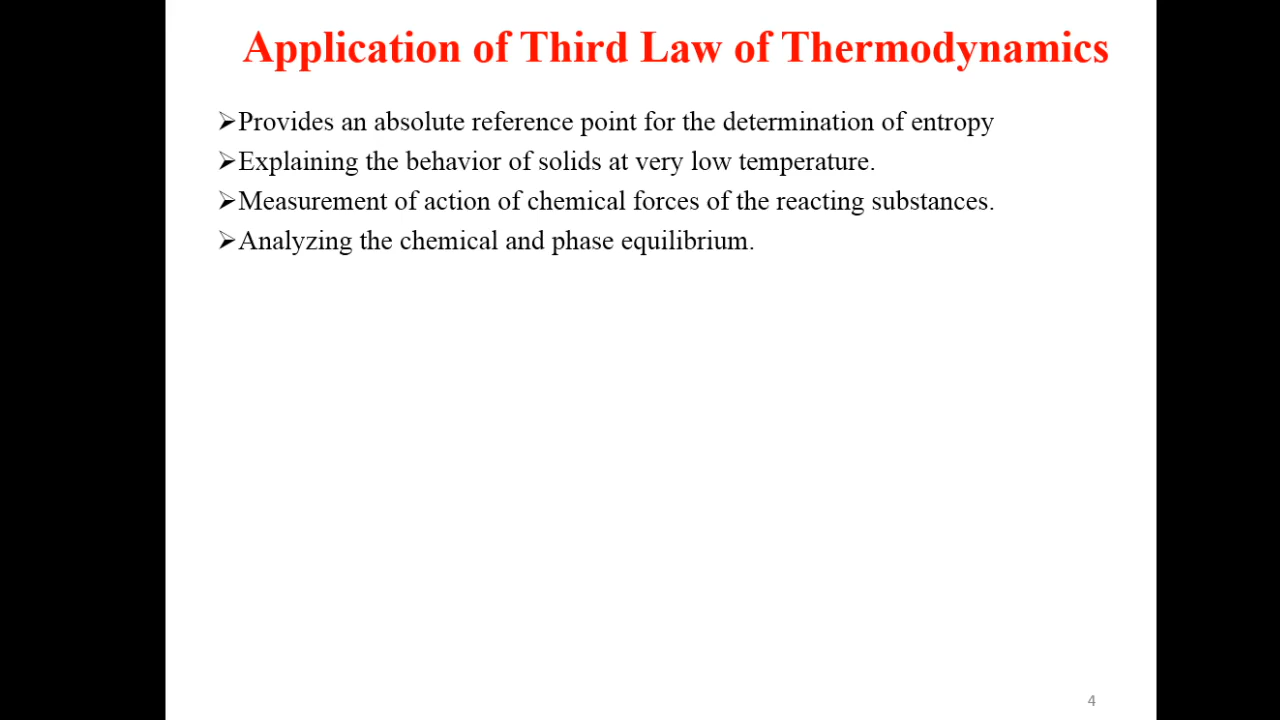 Application of Third Law of Thermodynamics
➢Provides an absolute reference point for the determination of entropy
➢Explaining the behavior of solids at very low temperature.
➢Measurement of action of chemical forces of the reacting substances.
➢Analyzing the chemical and phase equilibrium.
4